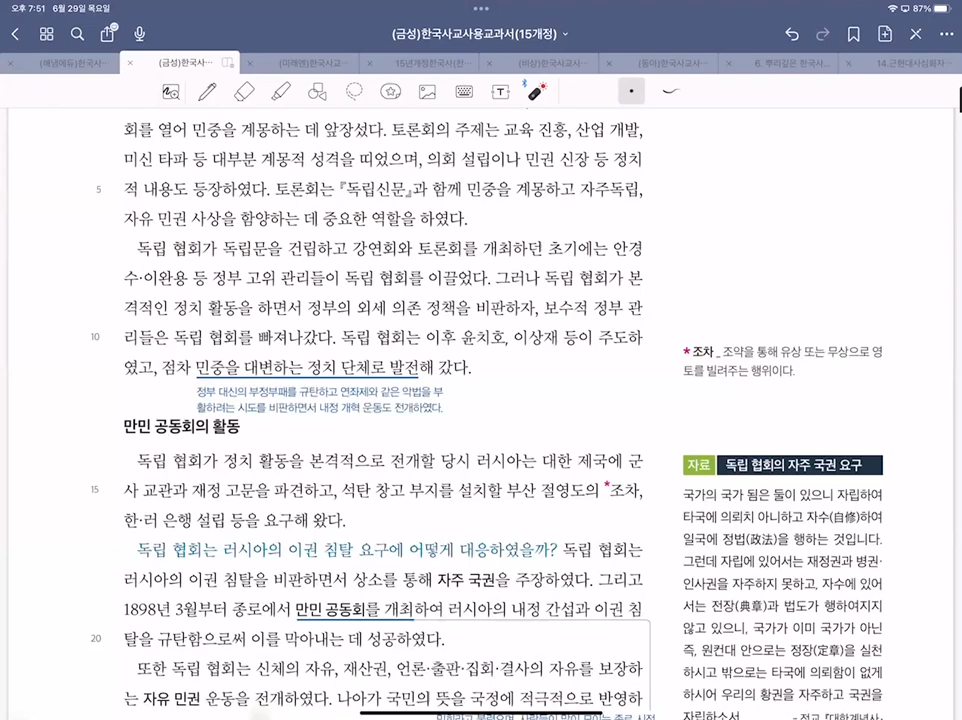 오후 7:51 6월 29일 목요일
87%
(금성)한국사교사용교과서(15개정)
(해냄에듀)한국사···
(금성)한국사···
(미래엔)한국사교···
15년개정한국사(천···
(비상)한국사교사···
(동아)한국사교사···
6. 뿌리깊은 한국사···
14.근현대사심화자···
회를 열어 민중을 계몽하는 데 앞장섰다. 토론회의 주제는 교육 진흥, 산업 개발,
미신 타파 등 대부분 계몽적 성격을 띠었으며, 의회 설립이나 민권 신장 등 정치
5 적 내용도 등장하였다. 토론회는 『독립신문』과 함께 민중을 계몽하고 자주독립,
자유 민권 사상을 함양하는 데 중요한 역할을 하였다.
독립 협회가 독립문을 건립하고 강연회와 토론회를 개최하던 초기에는 안경
수·이완용 등 정부 고위 관리들이 독립 협회를 이끌었다. 그러나 독립 협회가 본
격적인 정치 활동을 하면서 정부의 외세 의존 정책을 비판하자, 보수적 정부 관
10 리들은 독립 협회를 빠져나갔다. 독립 협회는 이후 윤치호, 이상재 등이 주도하
였고, 점차 민중을 대변하는 정치 단체로 발전해 갔다.
정부 대신의 부정부패를 규탄하고 연좌제와 같은 악법을 부
활하려는 시도를 비판하면서 내정 개혁 운동도 전개하였다.
만민 공동회의 활동
독립 협회가 정치 활동을 본격적으로 전개할 당시 러시아는 대한 제국에 군
15 사 교관과 재정 고문을 파견하고, 석탄 창고 부지를 설치할 부산 절영도의 *조차,
한·러 은행 설립 등을 요구해 왔다.
독립 협회는 러시아의 이권 침탈 요구에 어떻게 대응하였을까? 독립 협회는
러시아의 이권 침탈을 비판하면서 상소를 통해 자주 국권을 주장하였다. 그리고
1898년 3월부터 종로에서 만민 공동회를 개최하여 러시아의 내정 간섭과 이권 침
20 탈을 규탄함으로써 이를 막아내는 데 성공하였다.
또한 독립 협회는 신체의 자유, 재산권, 언론·출판·집회·결사의 자유를 보장하
는 자유 민권 운동을 전개하였다. 나아가 국민의 뜻을 국정에 적극적으로 반영하
* 조차 _ 조약을 통해 유상 또는 무상으로 영
토를 빌려주는 행위이다.
자료 독립 협회의 자주 국권 요구
국가의 국가 됨은 둘이 있으니 자립하여
타국에 의뢰치 아니하고 자수(自修)하여
일국에 정법(政法)을 행하는 것입니다.
그런데 자립에 있어서는 재정권과 병권·
인사권을 자주하지 못하고, 자수에 있어
서는 전장(典章)과 법도가 행하여지지
않고 있으니, 국가가 이미 국가가 아닌
즉, 원컨대 안으로는 정장(定章)을 실천
하시고 밖으로는 타국에 의뢰함이 없게
하시어 우리의 황권을 자주하고 국권을
자립하소서
- 정교, 『대한계년사』